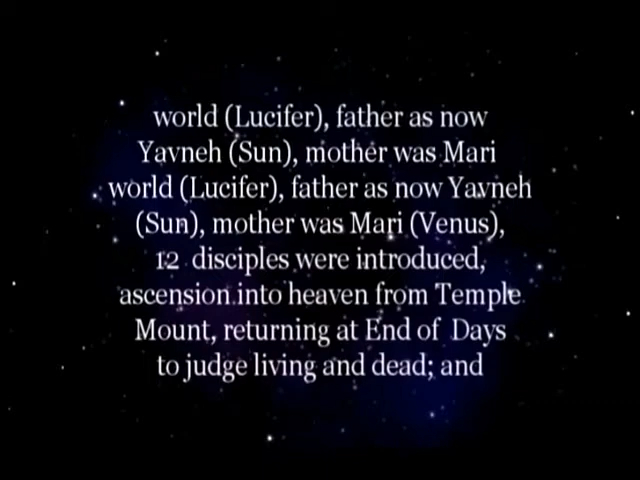 world (Lucifer), father as now
Yavneh (Sun), mother was Mari
world (Lucifer), father as now Yavneh
(Sun), mother was Mari (Venus),
12 disciples were introduced,
ascension into heaven from Temple
Mount, returning at End of Days
to judge living and dead; and